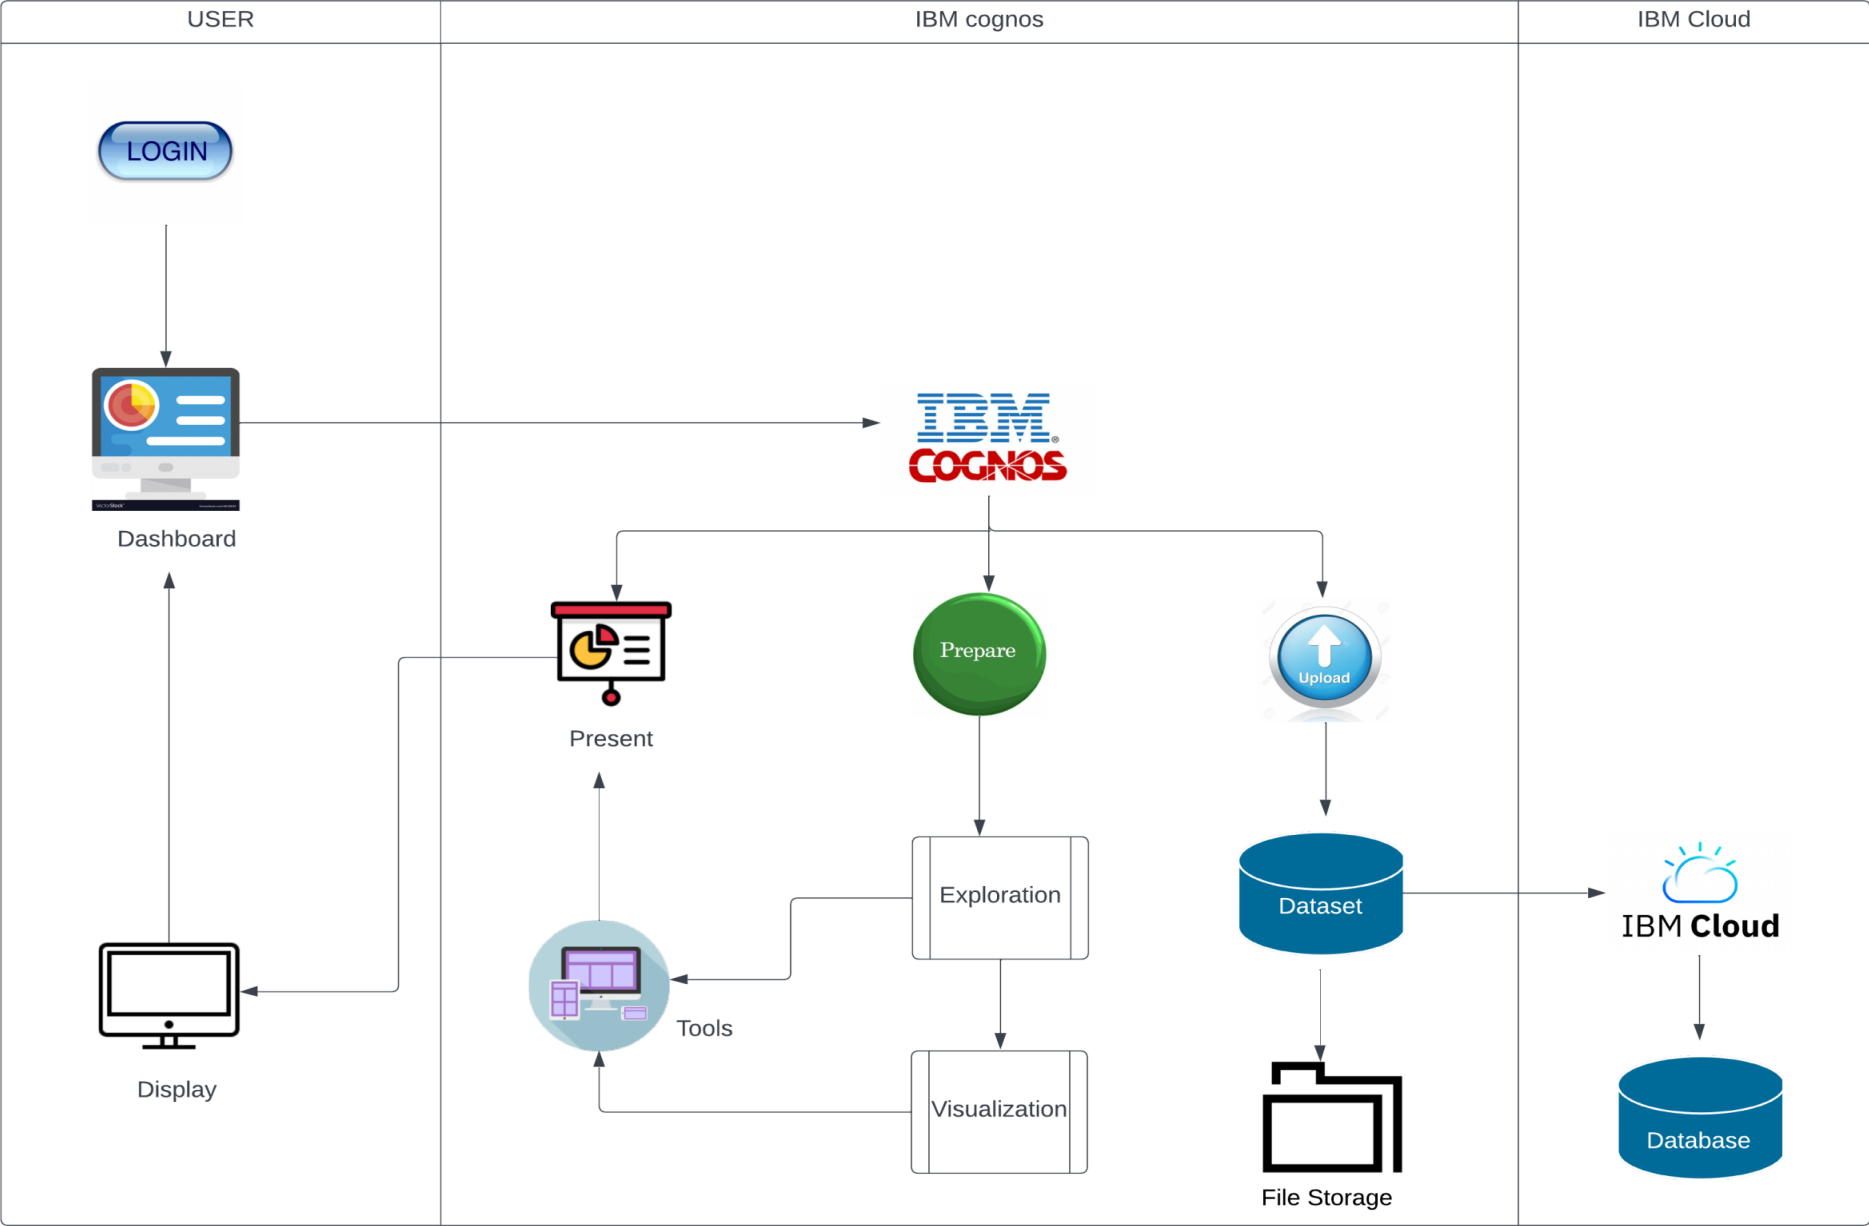 USER
IBM cognos
IBM Cloud
LOGIN
Dashboard
IBM®
COGNOS
Present
Prepare
Upload
Exploration
Dataset
IBM Cloud
Tools
Display
Visualization
Database
File Storage
VectorStock